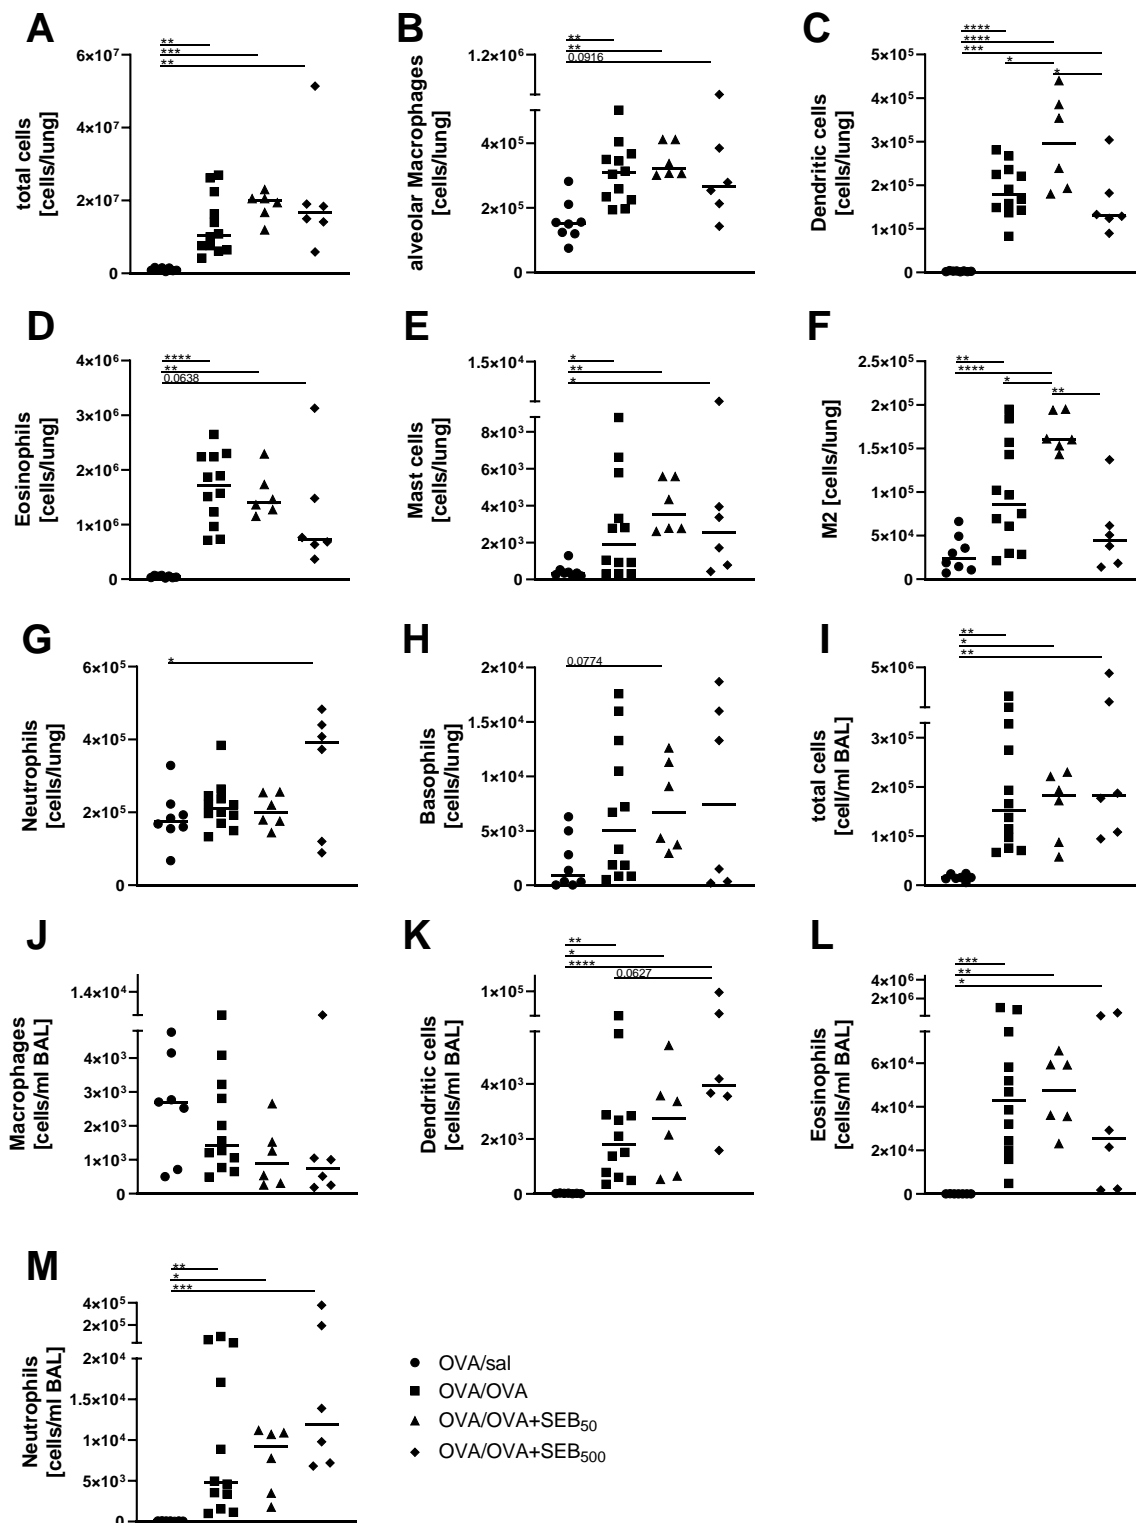 A
**
***
**
6×10⁷
4×10⁷
2×10⁷
0
total cells
[cells/lung]
B
**
**
0.0916
1.2×10⁶
4×10⁵
2×10⁵
0
alveolar Macrophages
[cells/lung]
C
****
****
***
*
*
5×10⁵
4×10⁵
3×10⁵
2×10⁵
1×10⁵
0
Dendritic cells
[cells/lung]
D
****
**
0.0638
4×10⁶
3×10⁶
2×10⁶
1×10⁶
0
Eosinophils
[cells/lung]
E
*
**
*
1.5×10⁴
8×10³
6×10³
4×10³
2×10³
0
Mast cells
[cells/lung]
F
**
****
*
**
2.5×10⁵
2×10⁵
1.5×10⁵
1×10⁵
5×10⁴
0
M2 [cells/lung]
G
*
6×10⁵
4×10⁵
2×10⁵
0
Neutrophils
[cells/lung]
H
0.0774
2×10⁴
1.5×10⁴
1×10⁴
5×10³
0
Basophils
[cells/lung]
I
**
*
**
5×10⁶
3×10⁵
2×10⁵
1×10⁵
0
total cells
[cell/ml BAL]
J
1.4×10⁴
4×10³
3×10³
2×10³
1×10³
0
Macrophages
[cells/ml BAL]
K
**
*
****
0.0627
1×10⁵
4×10³
2×10³
0
Dendritic cells
[cells/ml BAL]
L
***
**
*
4×10⁶
2×10⁶
6×10⁴
4×10⁴
2×10⁴
0
Eosinophils
[cells/ml BAL]
M
**
*
***
4×10⁵
2×10⁵
2×10⁴
1.5×10⁴
1×10⁴
5×10³
0
Neutrophils
[cells/ml BAL]
OVA/sal
OVA/OVA
OVA/OVA+SEB₅₀
OVA/OVA+SEB₅₀₀